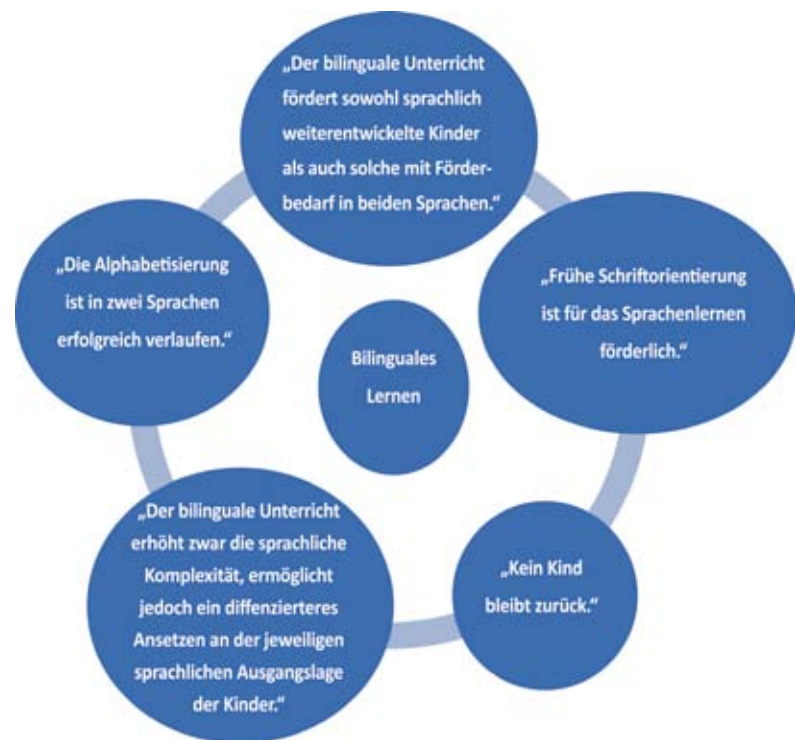 „Der bilinguale Unterricht
fördert sowohl sprachlich
weiterentwickelte Kinder
als auch solche mit Förder-
bedarf in beiden Sprachen.“
„Frühe Schriftorientierung
ist für das Sprachenlernen
förderlich.“
„Kein Kind
bleibt zurück.“
„Der bilinguale Unterricht
erhöht zwar die sprachliche
Komplexität, ermöglicht
jedoch ein diffenzierteres
Ansetzen an der jeweiligen
sprachlichen Ausgangslage
der Kinder.“
„Die Alphabetisierung
ist in zwei Sprachen
erfolgreich verlaufen.“
Bilinguales
Lernen